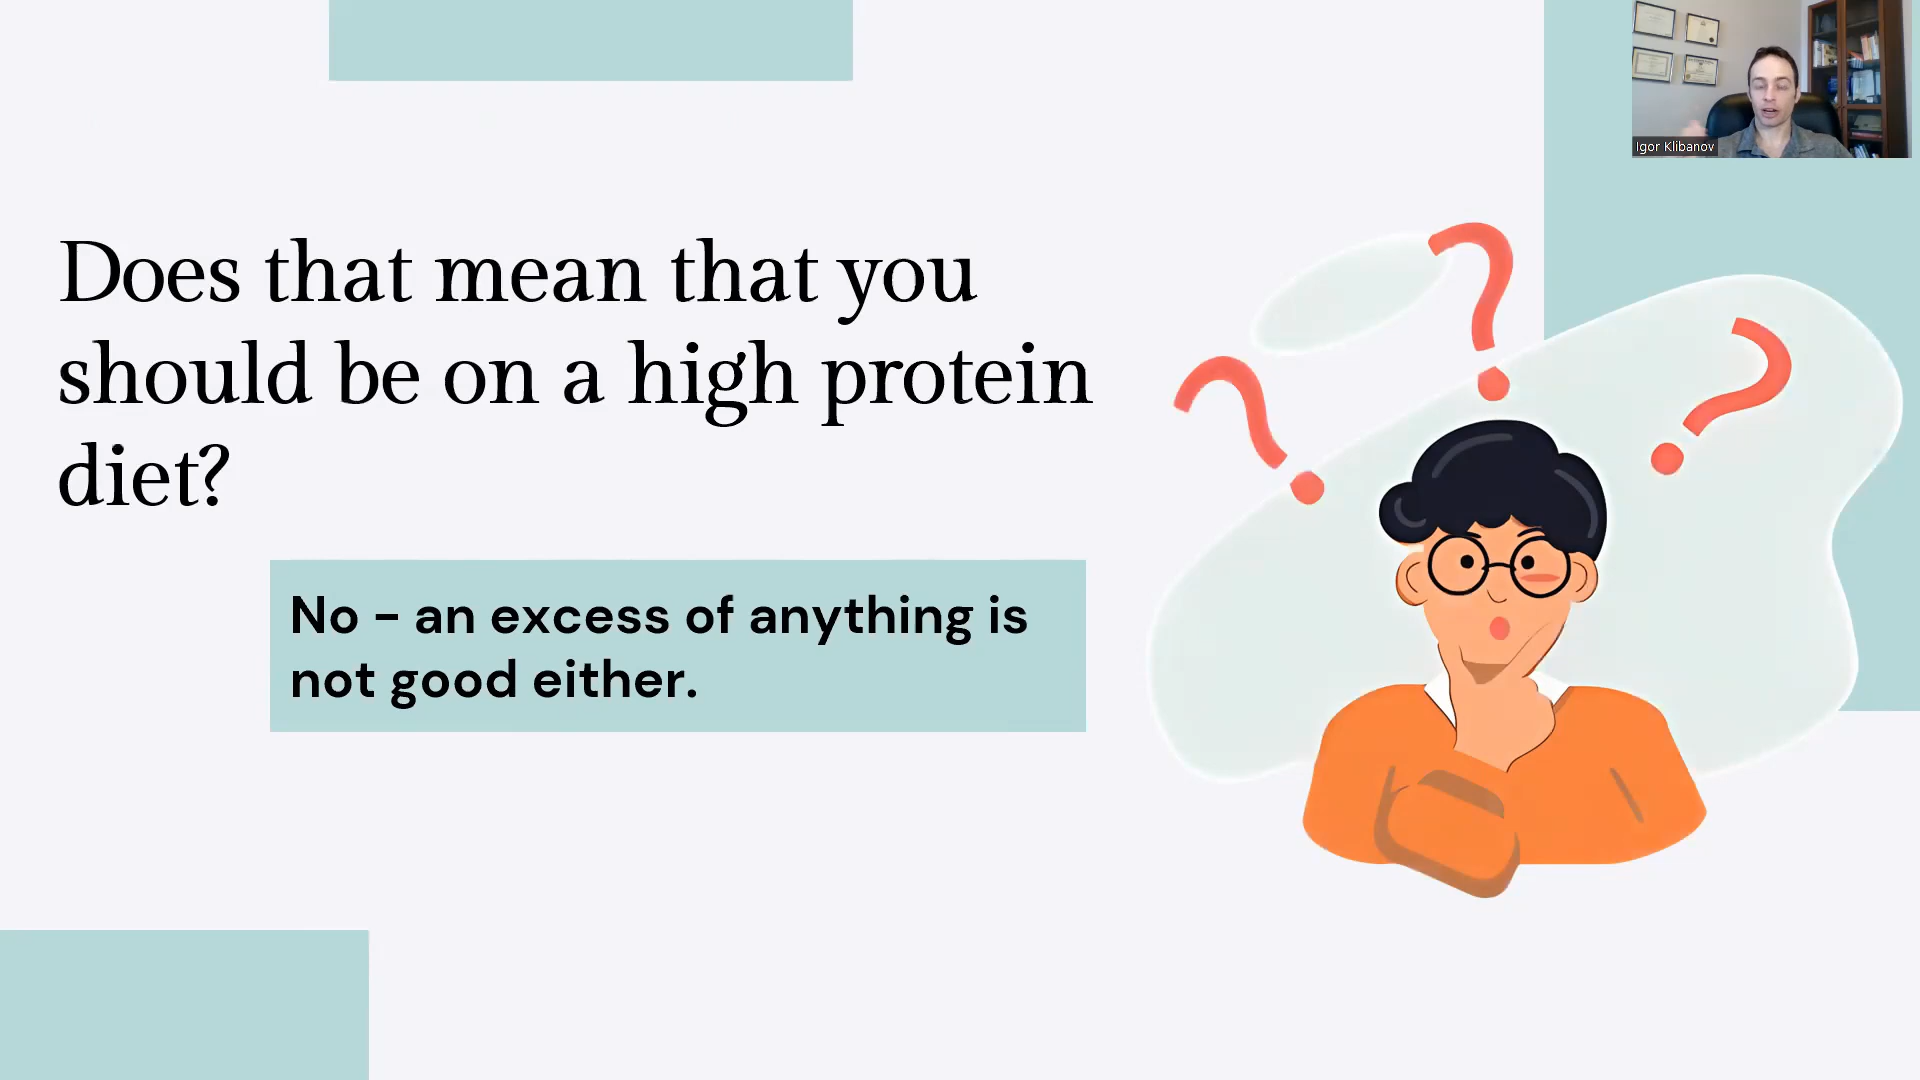 Igor Klibanov
Does that mean that you
should be on a high protein
diet?
No – an excess of anything is
not good either.